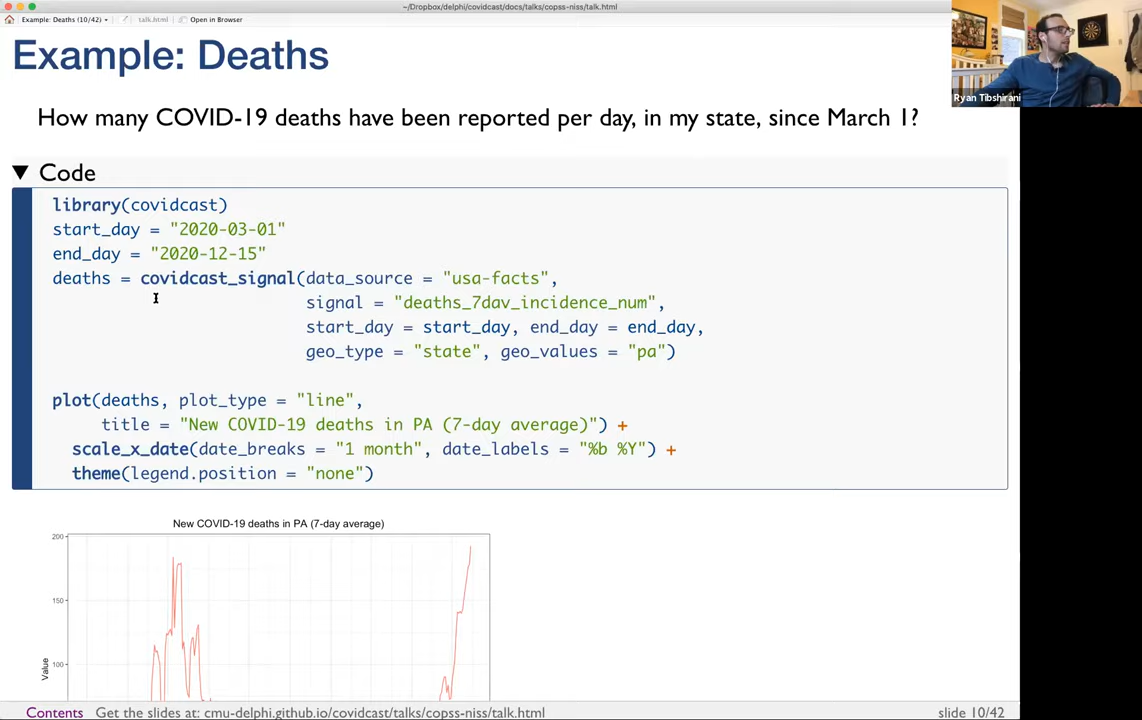 ~/Dropbox/delphi/covidcast/docs/talks/copss-niss/talk.html
Example: Deaths (10/42)
talk.html
Open in Browser
Example: Deaths
Ryan Tibshirani
How many COVID-19 deaths have been reported per day, in my state, since March 1?
▼ Code
library(covidcast)
start_day = "2020-03-01"
end_day = "2020-12-15"
deaths = covidcast_signal(data_source = "usa-facts",
signal = "deaths_7dav_incidence_num",
start_day = start_day, end_day = end_day,
geo_type = "state", geo_values = "pa")
plot(deaths, plot_type = "line",
title = "New COVID-19 deaths in PA (7-day average)") +
scale_x_date(date_breaks = "1 month", date_labels = "%b %Y") +
theme(legend.position = "none")
New COVID-19 deaths in PA (7-day average)
200
150
100
Value
Contents Get the slides at: cmu-delphi.github.io/covidcast/talks/copss-niss/talk.html slide 10/42